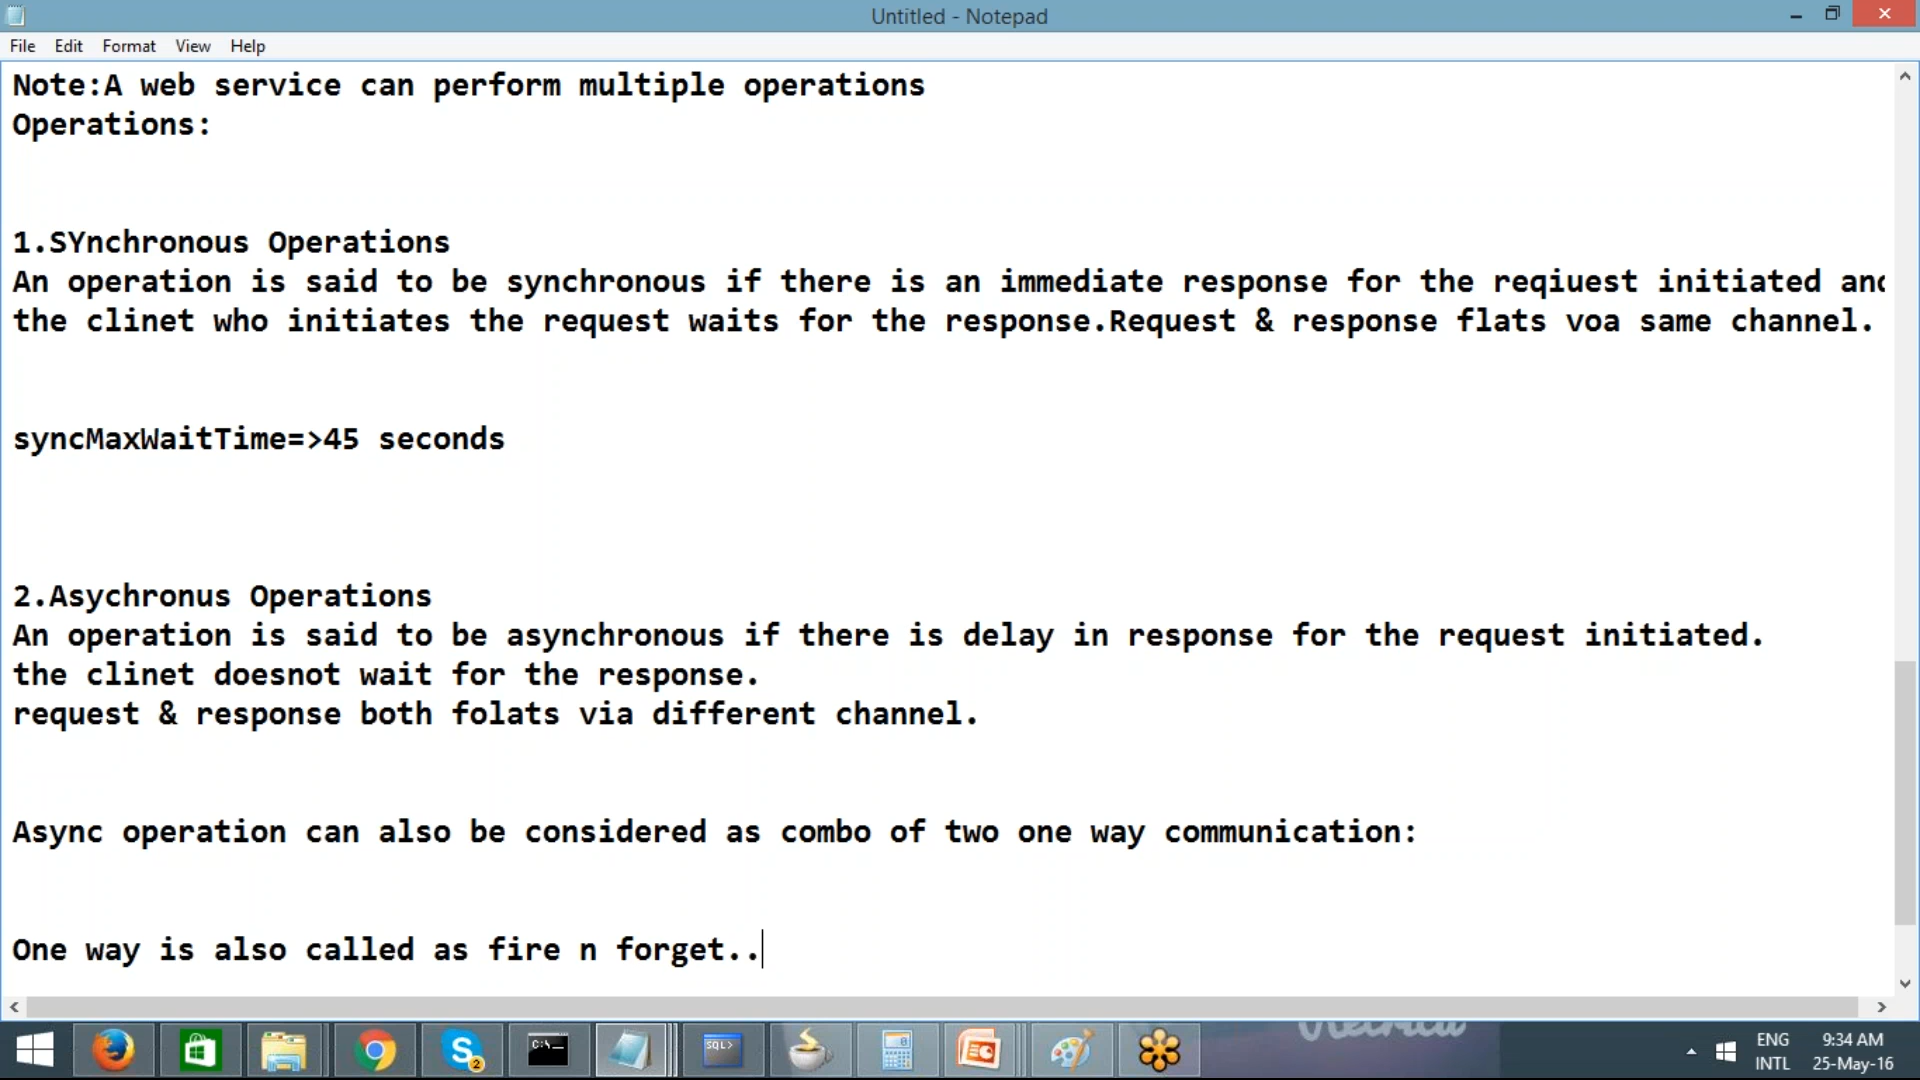 Untitled - Notepad
File Edit Format View Help
Note:A web service can perform multiple operations
Operations:
1.SYnchronous Operations
An operation is said to be synchronous if there is an immediate response for the reqiuest initiated and
the clinet who initiates the request waits for the response.Request & response flats voa same channel.
syncMaxWaitTime=>45 seconds
2.Asychronus Operations
An operation is said to be asynchronous if there is delay in response for the request initiated.
the clinet doesnot wait for the response.
request & response both folats via different channel.
Async operation can also be considered as combo of two one way communication:
One way is also called as fire n forget..
ENG 9:34 AM
INTL 25-May-16